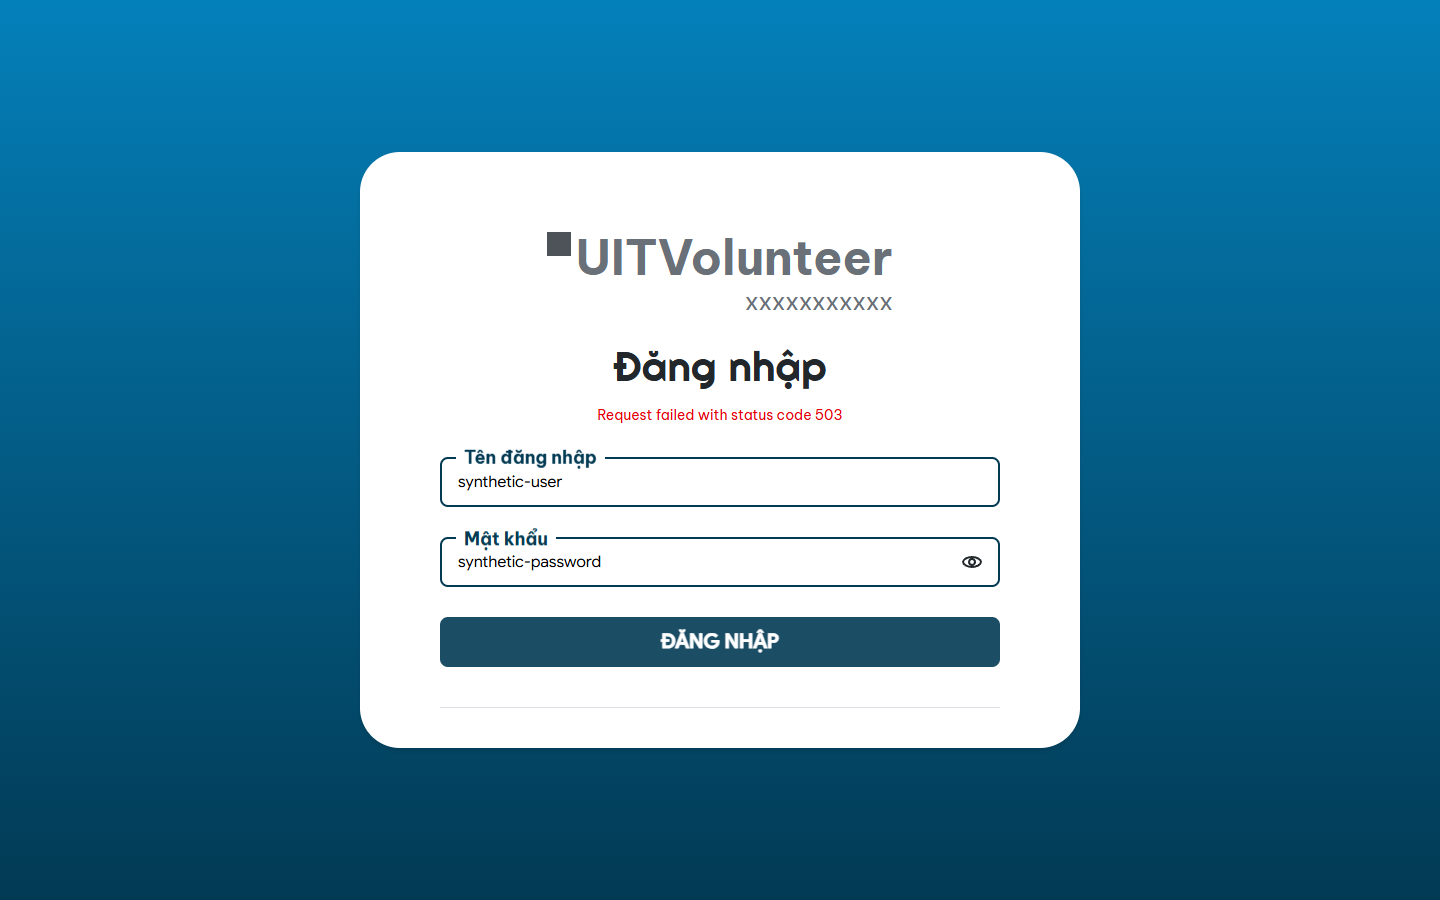 UITVolunteer
xxxxxxxxxxx
Đăng nhập
Request failed with status code 503
Tên đăng nhập
synthetic-user
Mật khẩu
synthetic-password
ĐĂNG NHẬP